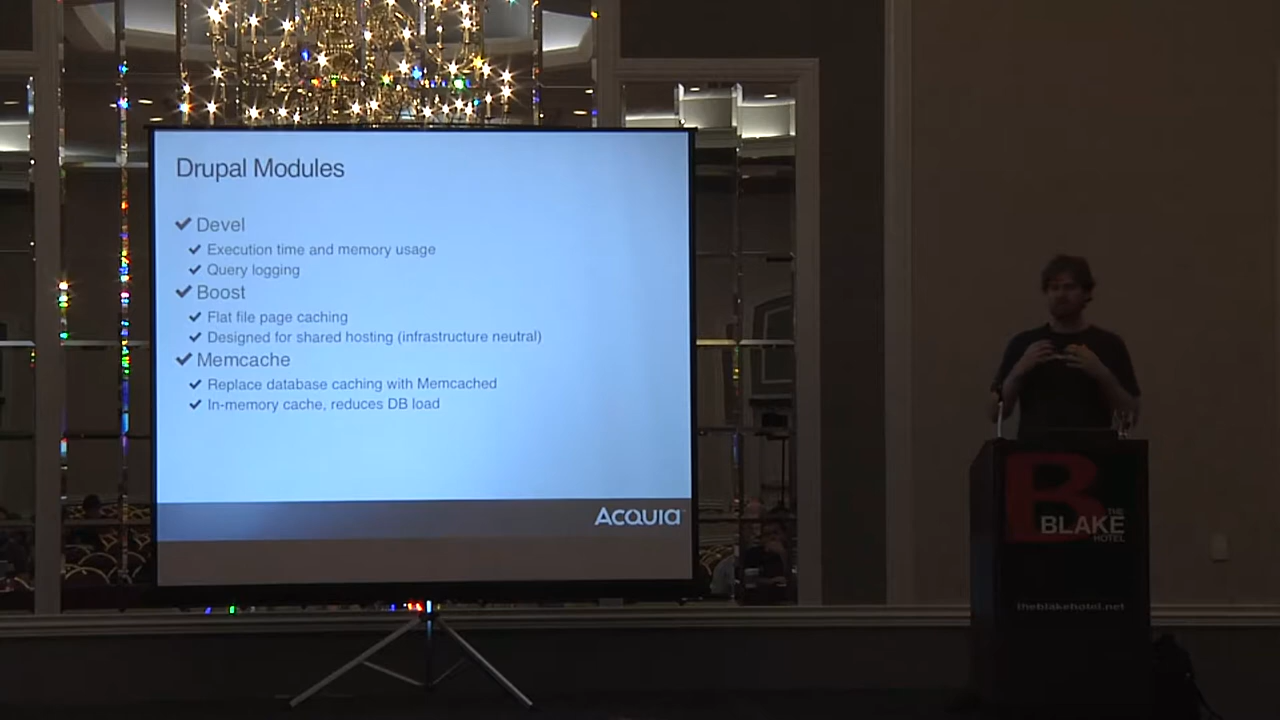 Drupal Modules
Devel
Execution time and memory usage
Query logging
Boost
Flat file page caching
Designed for shared hosting (infrastructure neutral)
Memcache
Replace database caching with Memcached
In-memory cache, reduces DB load
Acquia
B
THE
BLAKE
HOTEL
theblakehotel.net